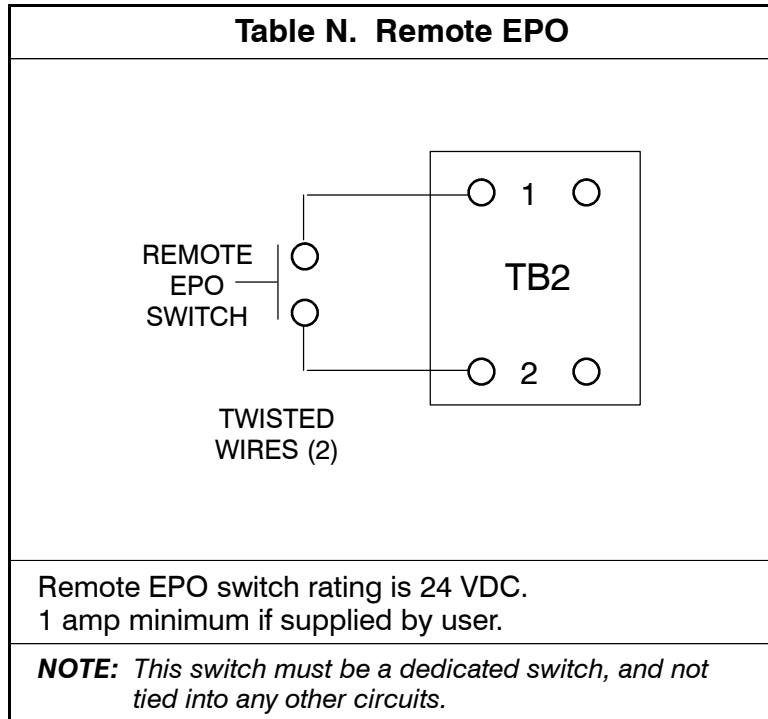 Table N. Remote EPO
1
REMOTE
EPO
SWITCH
TB2
2
TWISTED
WIRES (2)
Remote EPO switch rating is 24 VDC.
1 amp minimum if supplied by user.
NOTE: This switch must be a dedicated switch, and not
tied into any other circuits.